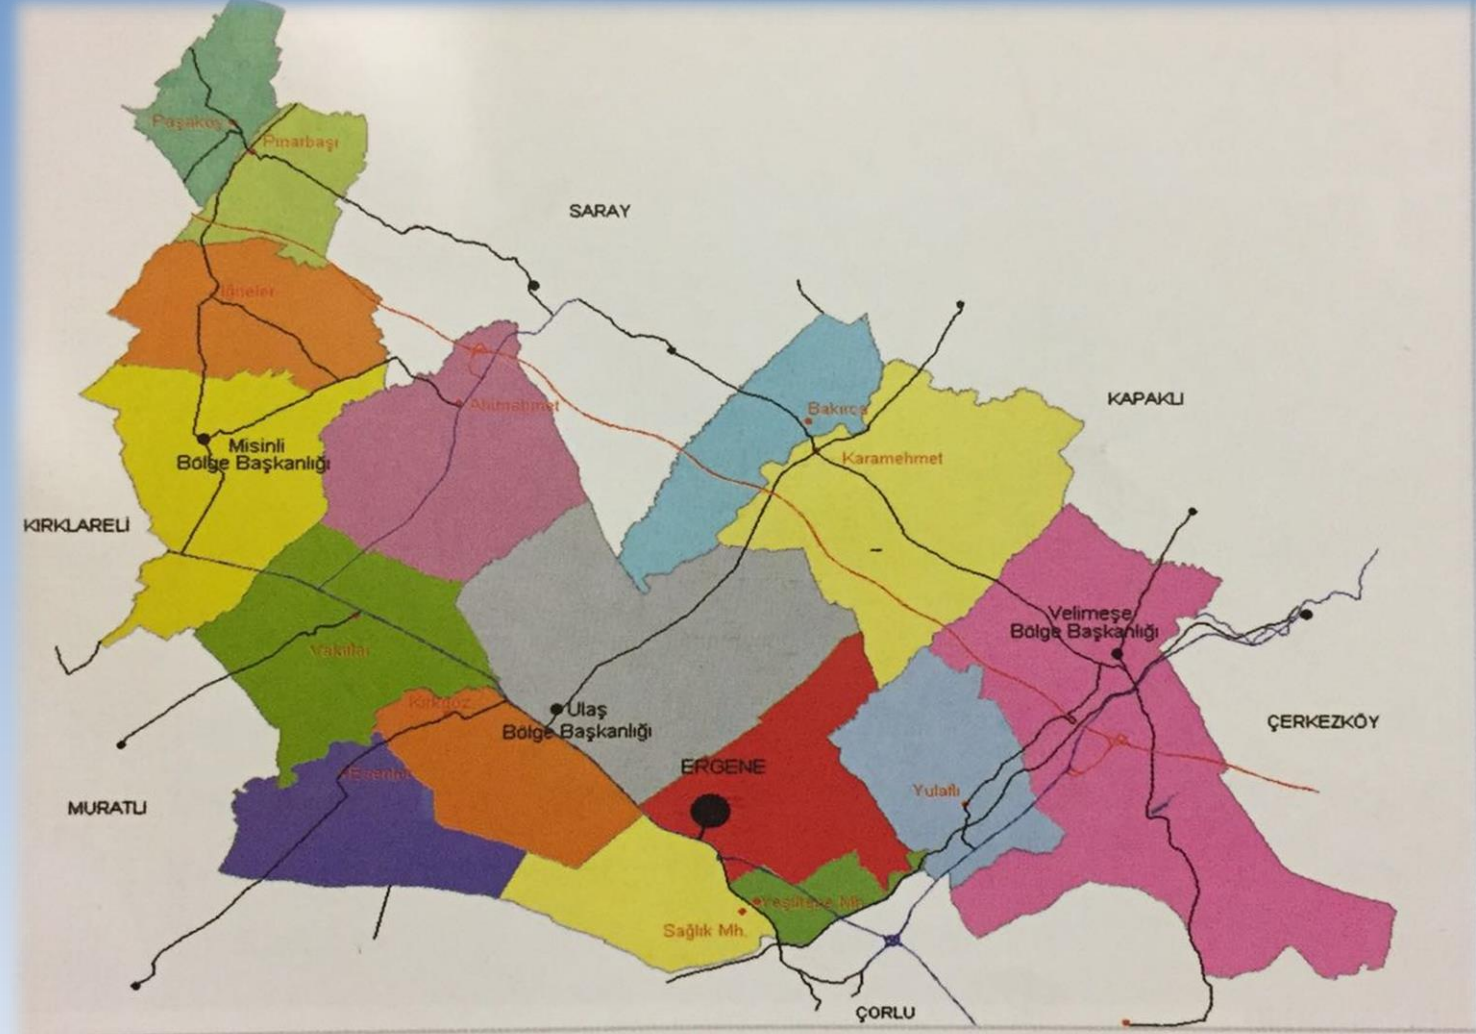 Paşaköy
Pınarbaşı
SARAY
İğneler
Ahimehmet
KAPAKLI
Bakırca
Misinli
Bölge Başkanlığı
Karamehmet
KIRKLARELİ
Velimeşe
Bölge Başkanlığı
Vakıflar
Kırkgöz
Ulaş
Bölge Başkanlığı
ÇERKEZKÖY
Esenler
ERGENE
Yulaflı
MURATLI
Yeşiltepe Mh.
Sağlık Mh.
ÇORLU